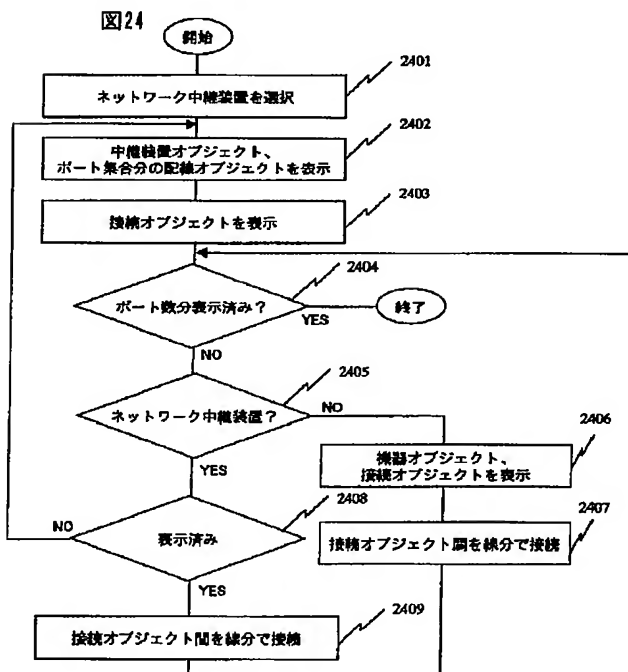 図24
開始
2401
ネットワーク中継装置を選択
2402
中継装置オブジェクト、
ポート集合分の配線オブジェクトを表示
2403
接続オブジェクトを表示
2404
ポート数分表示済み?
YES
終了
NO
2405
ネットワーク中継装置?
NO
YES
2406
機器オブジェクト、
接続オブジェクトを表示
2408
表示済み
NO
2407
接続オブジェクト間を線分で接続
YES
2409
接続オブジェクト間を線分で接続